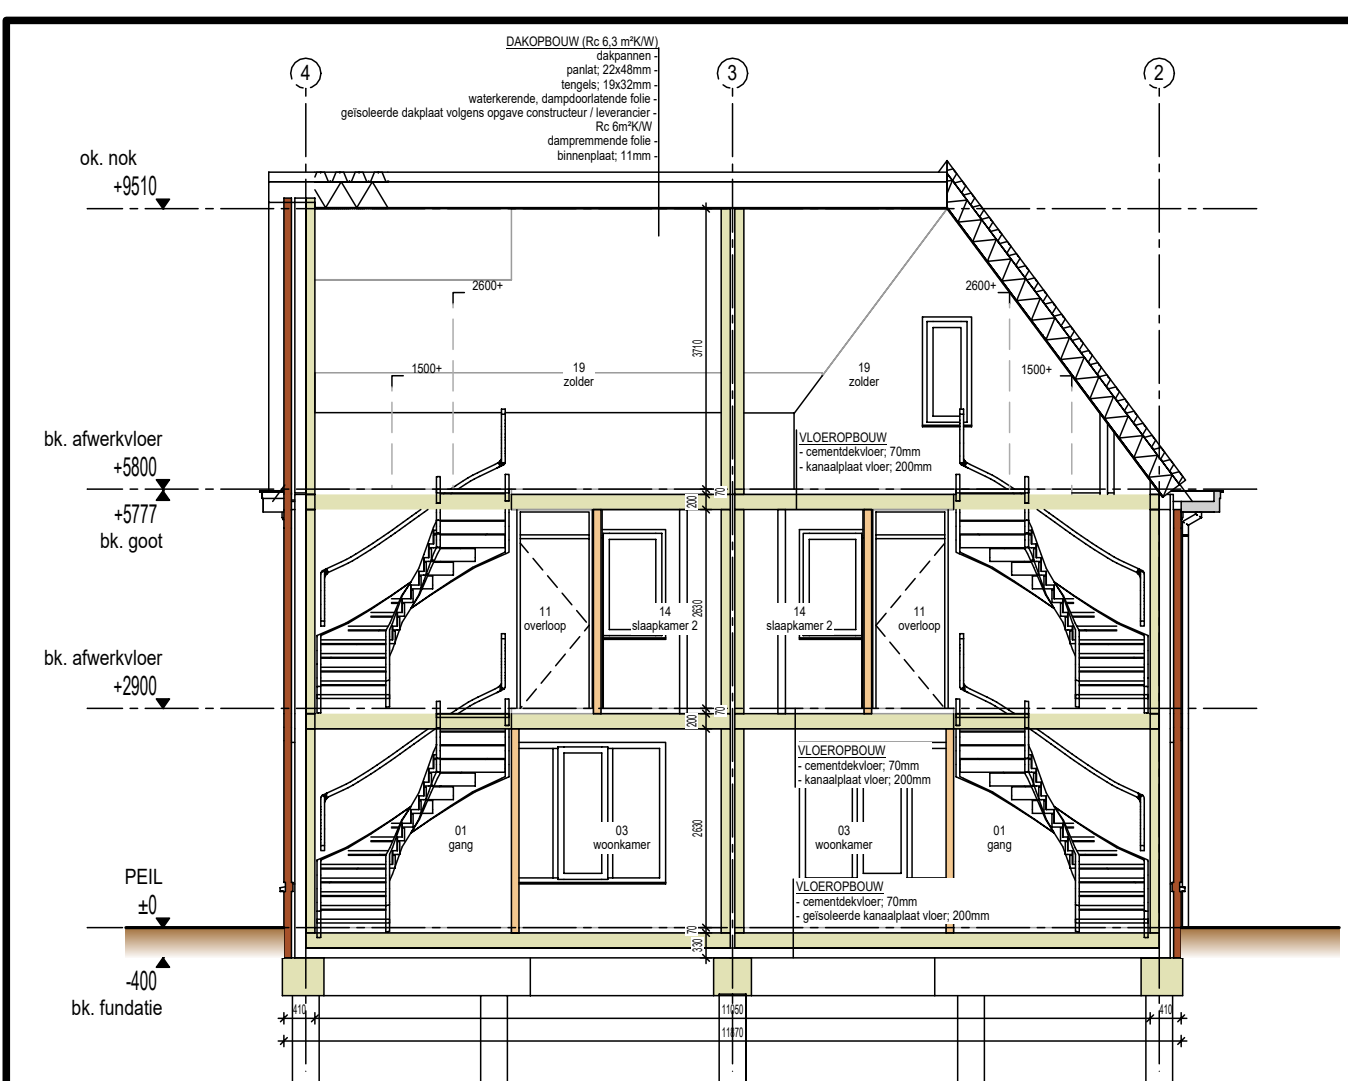 DAKOPBOUW (Rc 6,3 m²K/W)
dakpannen -
panlat; 22x48mm -
tengels; 19x32mm -
waterkerende, dampdoorlatende folie -
geïsoleerde dakplaat volgens opgave constructeur / leverancier -
Rc 6m²K/W
dampremmende folie -
binnenplaat; 11mm -
4
3
2
ok. nok
+9510
2600+
2600+
3710
1500+
19
zolder
19
zolder
1500+
bk. afwerkvloer
+5800
VLOEROPBOUW
- cementdekvloer; 70mm
- kanaalplaat vloer; 200mm
70
200
+5777
bk. goot
11
overloop
14
slaapkamer 2
2630
14
slaapkamer 2
11
overloop
bk. afwerkvloer
+2900
70
200
VLOEROPBOUW
- cementdekvloer; 70mm
- kanaalplaat vloer; 200mm
01
gang
03
woonkamer
2630
03
woonkamer
01
gang
PEIL
±0
VLOEROPBOUW
- cementdekvloer; 70mm
- geïsoleerde kanaalplaat vloer; 200mm
70
330
-400
bk. fundatie
410
11050
410
11870